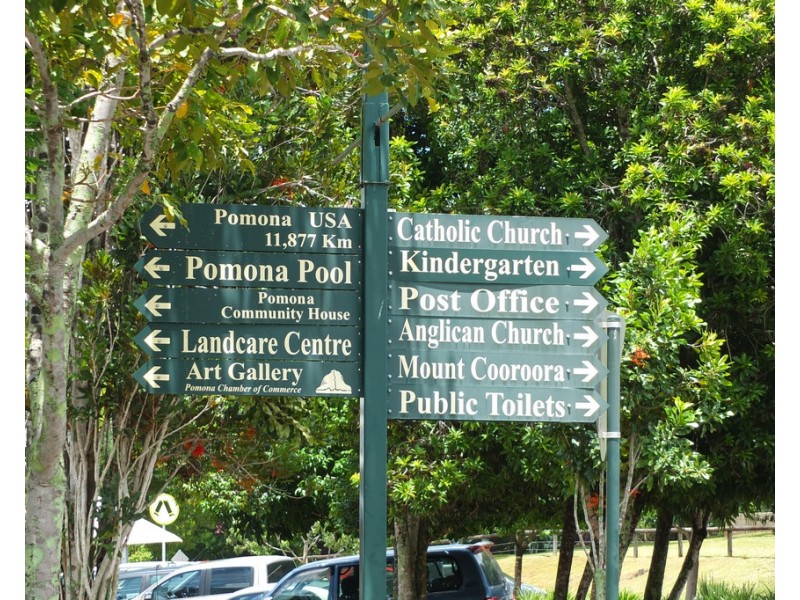 Pomona USA
11,877 Km
Pomona Pool
Pomona
Community House
Landcare Centre
Art Gallery
Pomona Chamber of Commerce
Catholic Church
Kindergarten
Post Office
Anglican Church
Mount Cooroora
Public Toilets